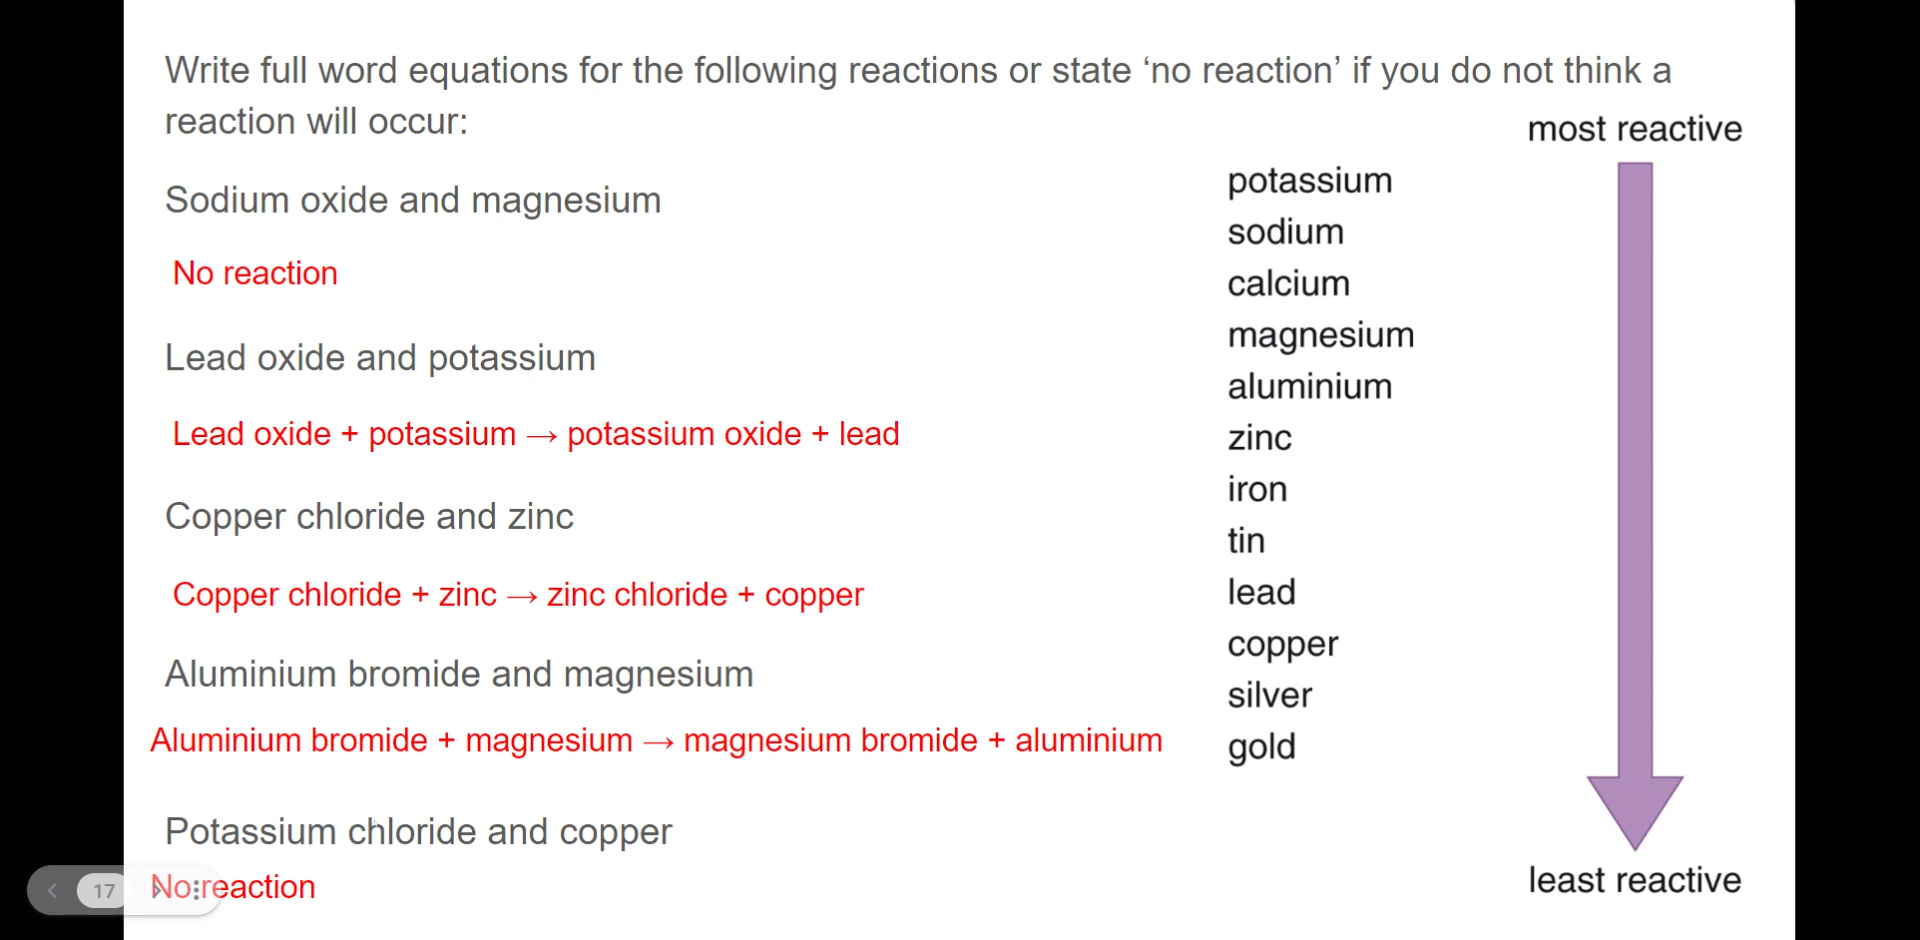 Write full word equations for the following reactions or state ‘no reaction’ if you do not think a
reaction will occur:
Sodium oxide and magnesium
No reaction
Lead oxide and potassium
Lead oxide + potassium → potassium oxide + lead
Copper chloride and zinc
Copper chloride + zinc → zinc chloride + copper
Aluminium bromide and magnesium
Aluminium bromide + magnesium → magnesium bromide + aluminium
Potassium chloride and copper
No reaction
17
most reactive
potassium
sodium
calcium
magnesium
aluminium
zinc
iron
tin
lead
copper
silver
gold
least reactive